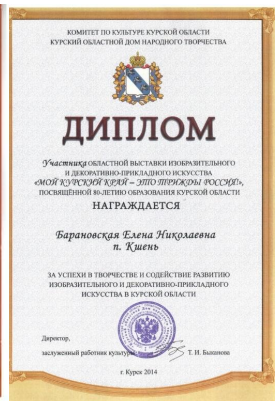 КОМИТЕТ ПО КУЛЬТУРЕ КУРСКОЙ ОБЛАСТИ
КУРСКИЙ ОБЛАСТНОЙ ДОМ НАРОДНОГО ТВОРЧЕСТВА
ДИПЛОМ
Участника ОБЛАСТНОЙ ВЫСТАВКИ ИЗОБРАЗИТЕЛЬНОГО
И ДЕКОРАТИВНО-ПРИКЛАДНОГО ИСКУССТВА
«МОЙ КУРСКИЙ КРАЙ – ЭТО ТРИЖДЫ РОССИЯ!»,
ПОСВЯЩЁННОЙ 80-ЛЕТИЮ ОБРАЗОВАНИЯ КУРСКОЙ ОБЛАСТИ
НАГРАЖДАЕТСЯ
Барановская Елена Николаевна
п. Кшень
ЗА УСПЕХИ В ТВОРЧЕСТВЕ И СОДЕЙСТВИЕ РАЗВИТИЮ
ИЗОБРАЗИТЕЛЬНОГО И ДЕКОРАТИВНО-ПРИКЛАДНОГО
ИСКУССТВА В КУРСКОЙ ОБЛАСТИ
Директор,
заслуженный работник культуры Т. И.
г. Курск 2014